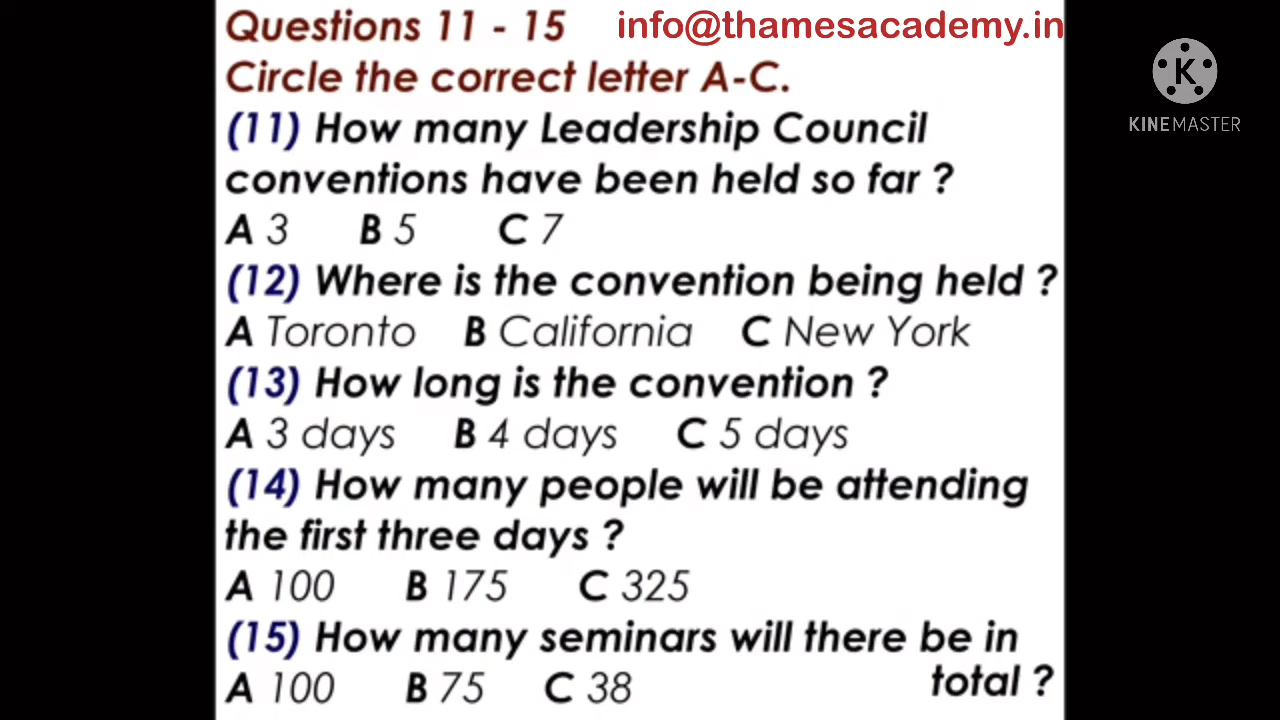 Questions 11 - 15
info@thamesacademy.in
Circle the correct letter A-C.
K
KINEMASTER
(11) How many Leadership Council
conventions have been held so far ?
A 3 B 5 C 7
(12) Where is the convention being held ?
A Toronto B California C New York
(13) How long is the convention ?
A 3 days B 4 days C 5 days
(14) How many people will be attending
the first three days ?
A 100 B 175 C 325
(15) How many seminars will there be in
total ?
A 100 B 75 C 38